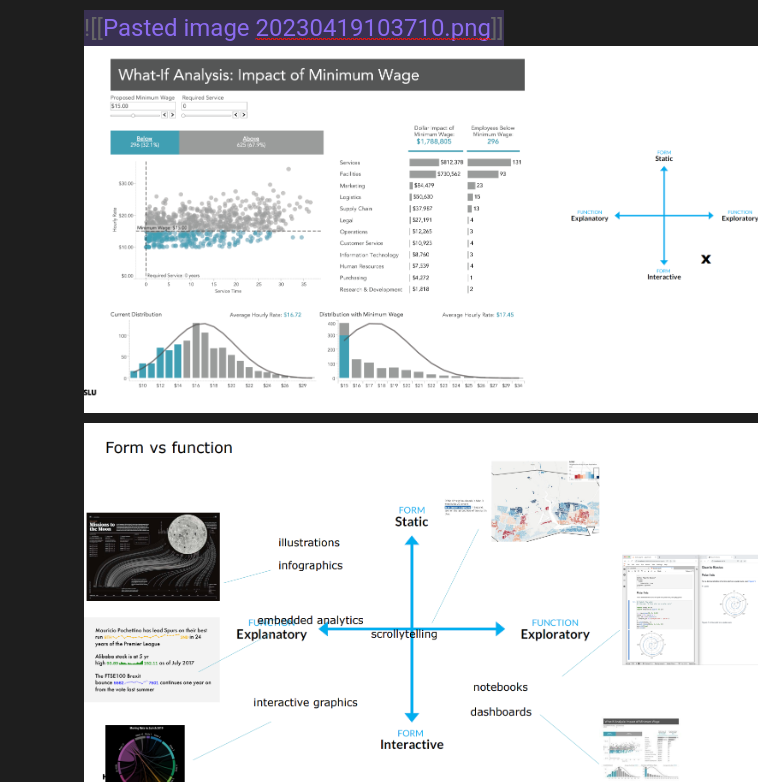 ![[Pasted image 20230419103710.png]]
What-If Analysis: Impact of Minimum Wage
Proposed Minimum Wage Required Service
$15.00 0
Below Above
296 (32.1%) 625 (67.9%)
Dollar Impact of Minimum Wage: Employees Below Minimum Wage
$1,788,805 296
Services $812,378 131
Facilities $730,562 93
Marketing $84,479 23
Logistics $50,630 15
Supply Chain $37,987 13
Legal $27,191 4
Operations $12,265 3
Customer Service $10,923 4
Information Technology $8,760 3
Human Resources $7,539 4
Purchasing $4,272 1
Research & Development $1,818 2
Hourly Rate
$30.00
$20.00
Minimum Wage: $15.00
$10.00
$0.00
Required Service: 0 years
0 5 10 15 20 25 30 35
Service Time
FORM
Static
FUNCTION
Explanatory
FUNCTION
Exploratory
FORM
Interactive
x
Current Distribution Average Hourly Rate: $16.72
100
50
0
$10 $12 $14 $16 $18 $20 $22 $24 $26 $29
Distribution with Minimum Wage Average Hourly Rate: $17.45
400
300
200
100
0
$15 $16 $17 $18 $19 $20 $21 $22 $23 $24 $25 $26 $27 $29
SLU
Form vs function
Missions to
the Moon
illustrations
infographics
FORM
Static
embedded analytics
Explanatory
scrollytelling
FUNCTION
Exploratory
Mauricio Pochettino has lead Spurs on their best
run in 24
years of the Premier League
Alibaba stock is at 5 yr
high as of July 2017
The FTSE100 Brexit
bounce continues one year on
from the vote last summer
interactive graphics
notebooks
dashboards
FORM
Interactive
What-If Analysis: Impact of Minimum Wage